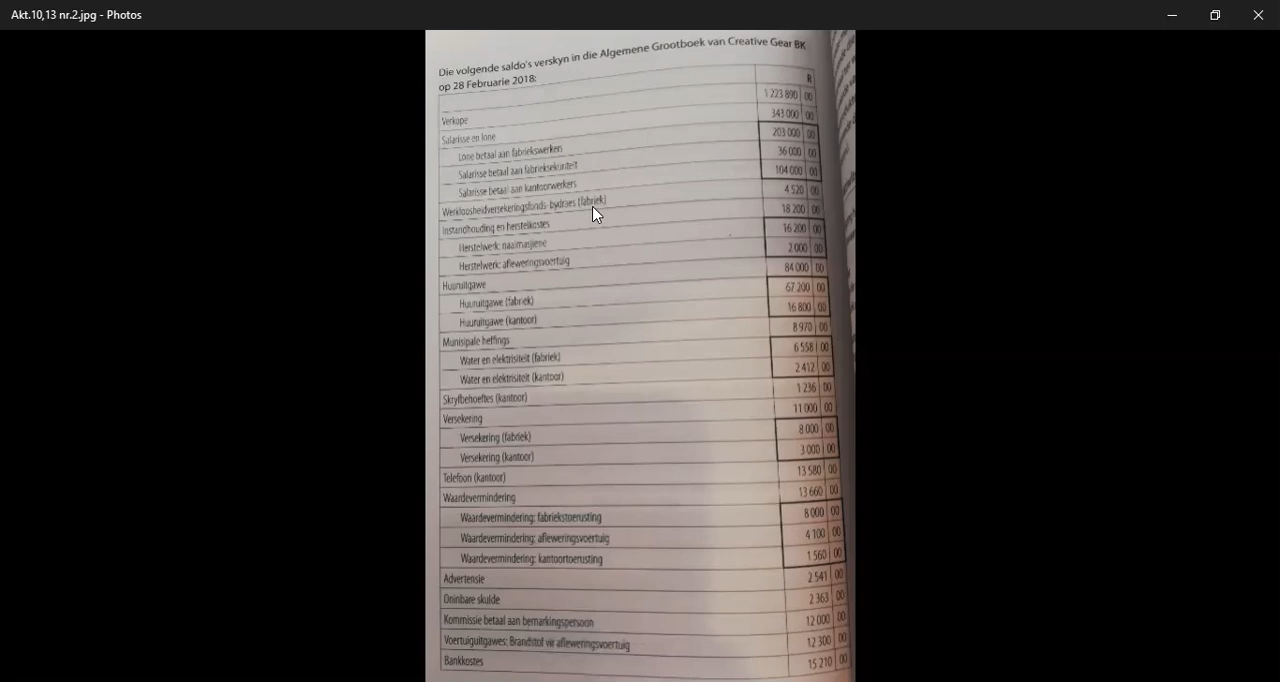 Akt.10,13 nr.2.jpg - Photos
Die volgende saldo's verskyn in die Algemene Grootboek van Creative Gear BK
op 28 Februarie 2018:
R
Verkope 1 223 890 00
Salarisse en lone 343 000 00
Lone betaal aan fabriekswerkers 203 000 00
Salarisse betaal aan fabrieksekuriteit 36 000 00
Salarisse betaal aan kantoorwerkers 104 000 00
Werkloosheidversekeringsfonds-bydraes (fabriek) 4 520 00
Instandhouding en herstelkostes 18 200 00
Herstelwerk: naaimasjiene 16 200 00
Herstelwerk: afleweringsvoertuig 2 000 00
Huuruitgawe 84 000 00
Huuruitgawe (fabriek) 67 200 00
Huuruitgawe (kantoor) 16 800 00
Munisipale heffings 8 970 00
Water en elektrisiteit (fabriek) 6 558 00
Water en elektrisiteit (kantoor) 2 412 00
Skryfbehoeftes (kantoor) 1 236 00
Versekering 11 000 00
Versekering (fabriek) 8 000 00
Versekering (kantoor) 3 000 00
Telefoon (kantoor) 13 580 00
Waardevermindering 13 660 00
Waardevermindering: fabriekstoerusting 8 000 00
Waardevermindering: afleweringsvoertuig 4 100 00
Waardevermindering: kantoortoerusting 1 560 00
Advertensie 2 541 00
Oninbare skulde 2 363 00
Kommissie betaal aan bemarkingspersoon 12 000 00
Voertuiguitgawes: Brandstof vir afleweringsvoertuig 12 300 00
Bankkostes 15 210 00